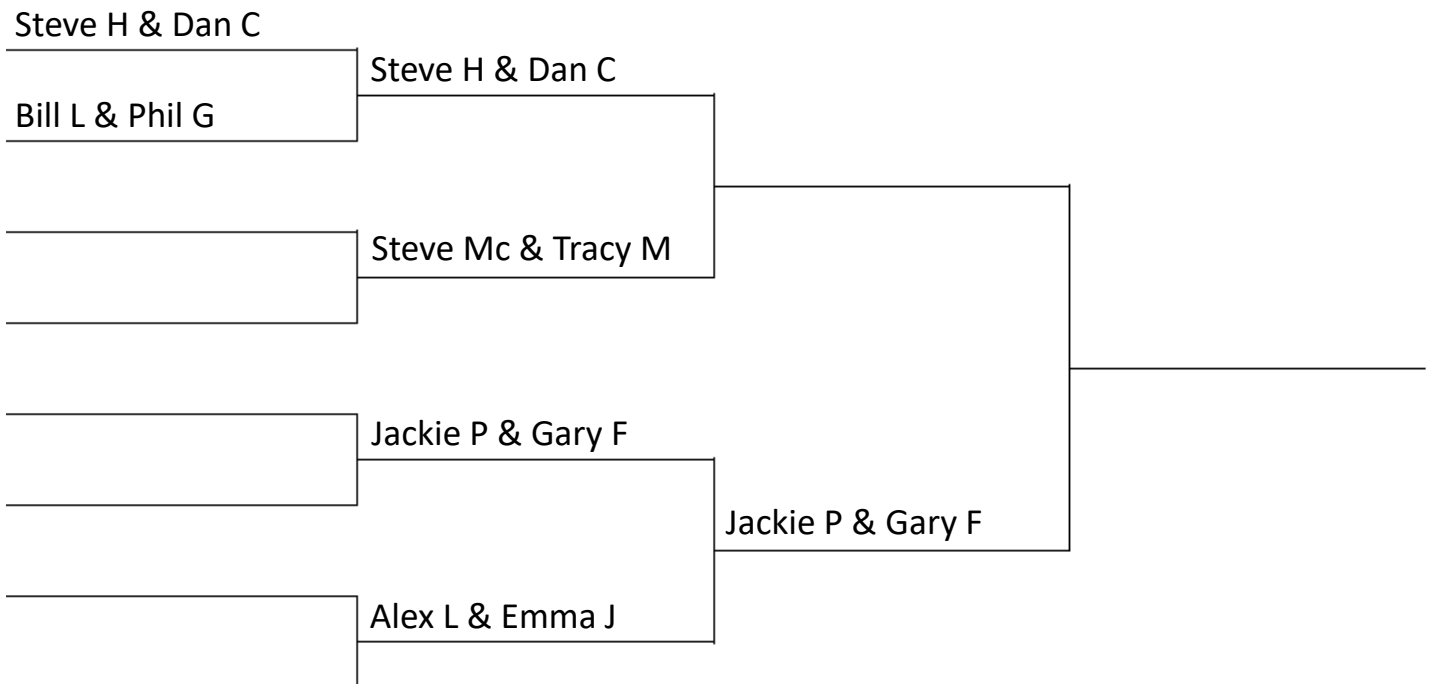 Steve H & Dan C
Steve H & Dan C
Bill L & Phil G
Steve Mc & Tracy M
Jackie P & Gary F
Jackie P & Gary F
Alex L & Emma J